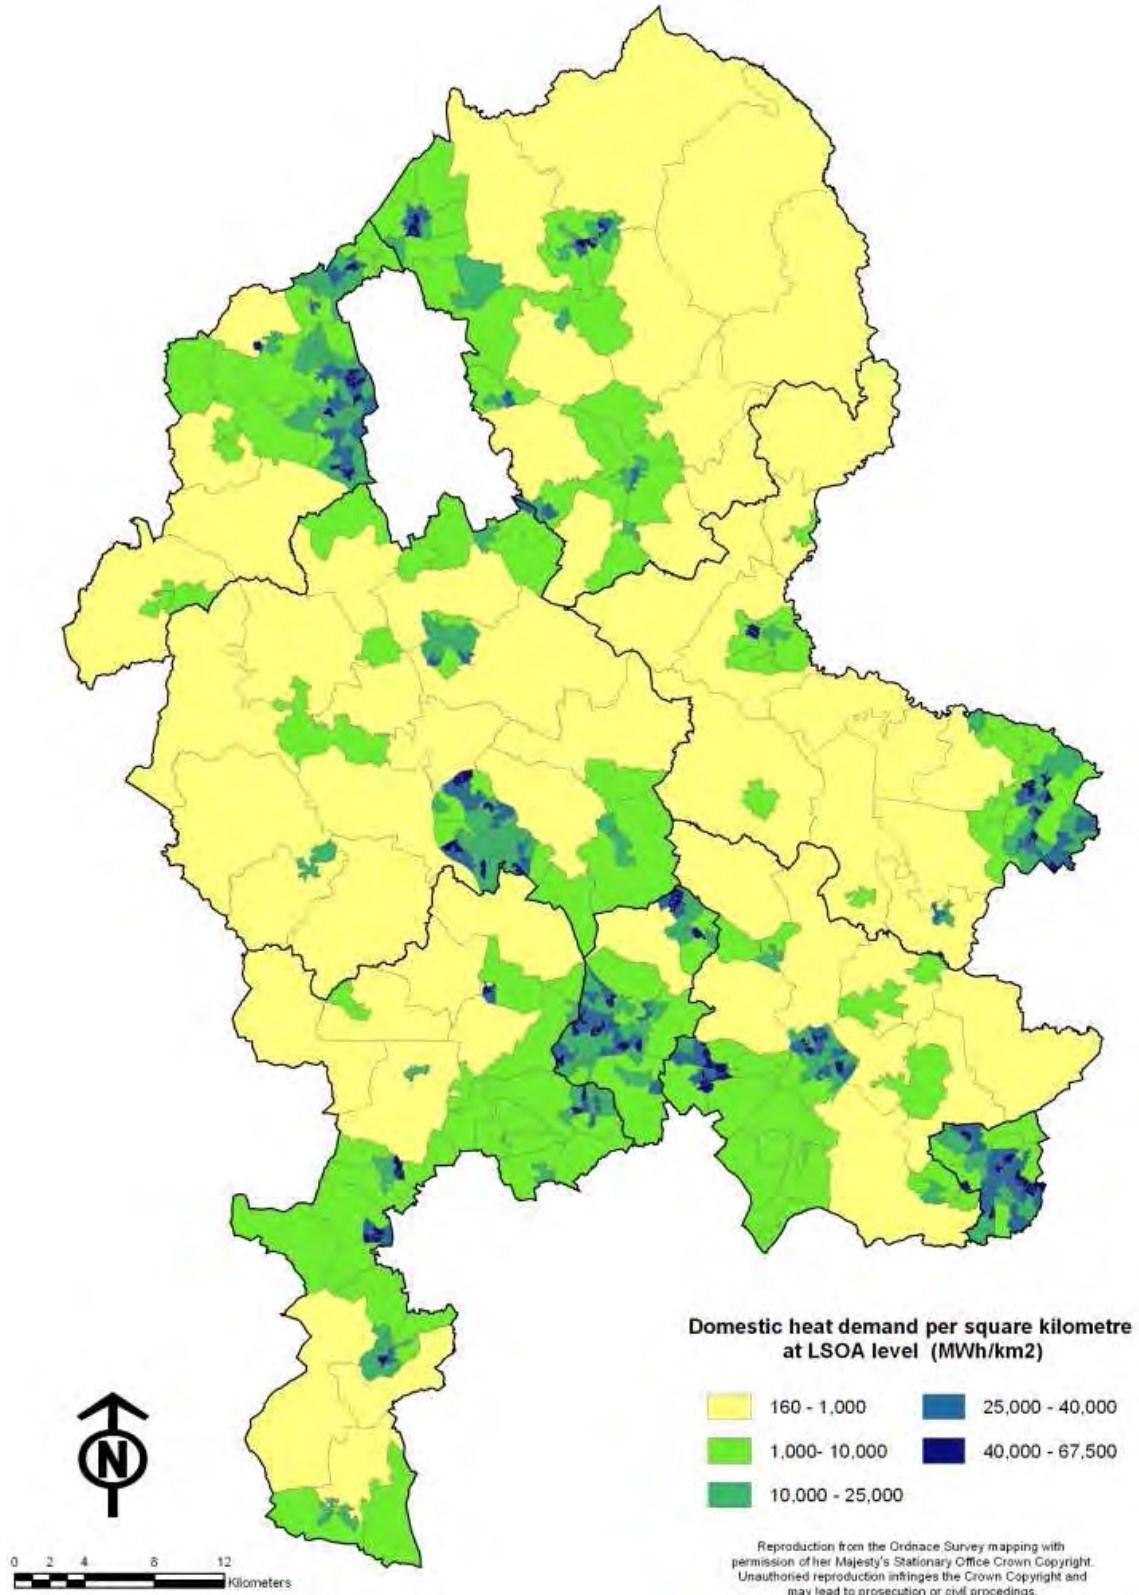 Domestic heat demand per square kilometre
at LSOA level (MWh/km2)
160 - 1,000
25,000 - 40,000
1,000- 10,000
40,000 - 67,500
10,000 - 25,000
N
0 2 4 8 12
Kilometers
Reproduction from the Ordnace Survey mapping with
permission of her Majesty's Stationary Office Crown Copyright.
Unauthoried reproduction infringes the Crown Copyright and
may lead to prosecution or civil procedings.